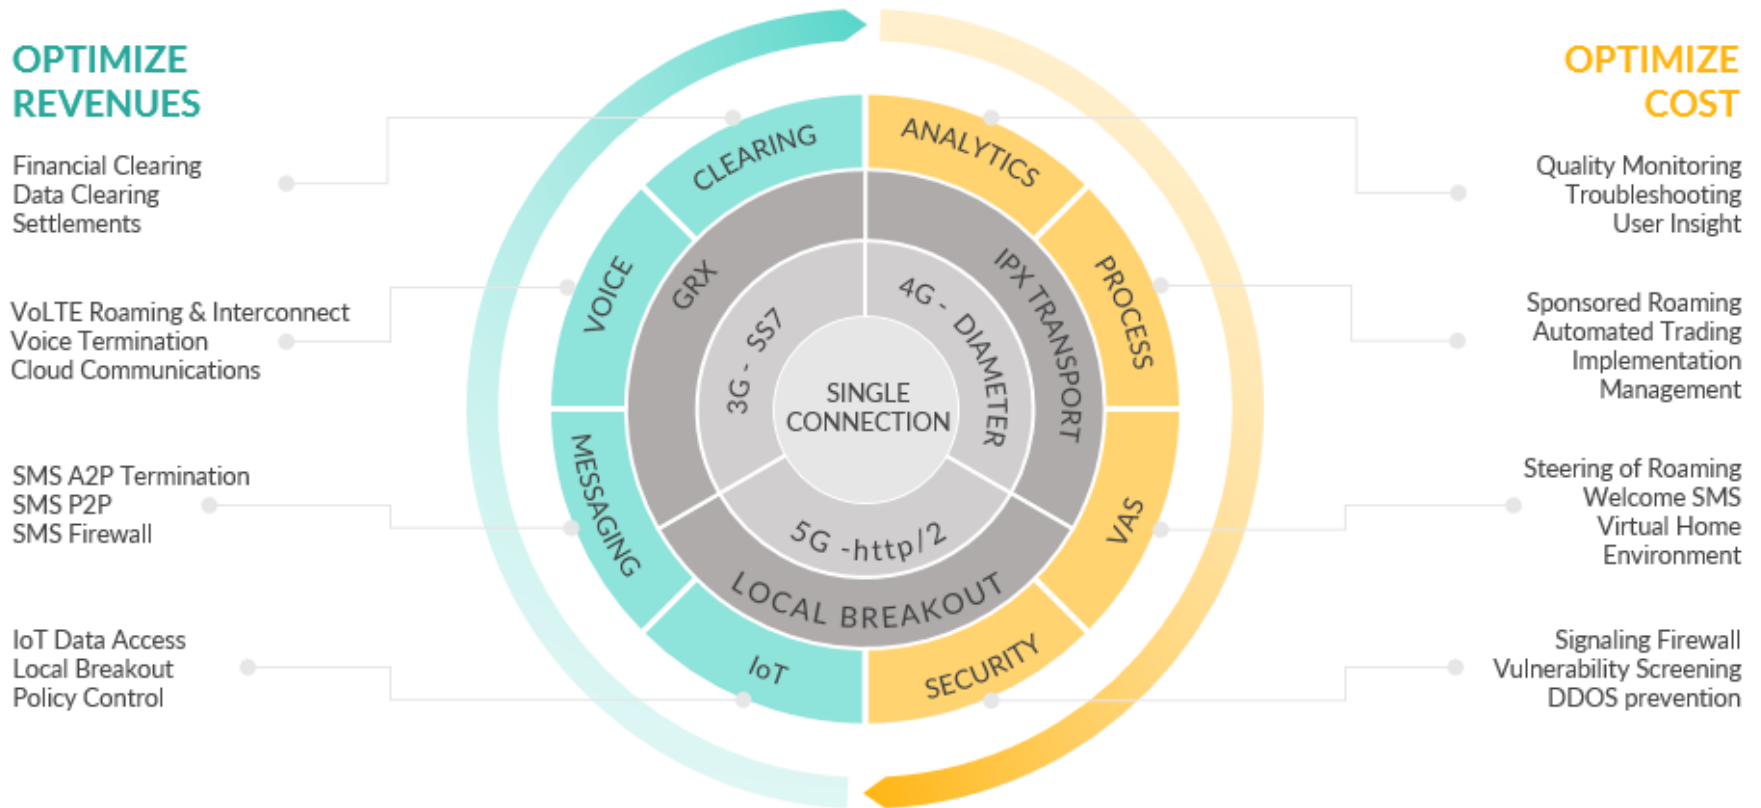 OPTIMIZE
REVENUES
Financial Clearing
Data Clearing
Settlements
VoLTE Roaming & Interconnect
Voice Termination
Cloud Communications
SMS A2P Termination
SMS P2P
SMS Firewall
IoT Data Access
Local Breakout
Policy Control
CLEARING
VOICE
MESSAGING
IoT
ANALYTICS
PROCESS
VAS
SECURITY
GRX
IPX TRANSPORT
LOCAL BREAKOUT
3G - SS7
4G - DIAMETER
5G -http/2
SINGLE
CONNECTION
OPTIMIZE
COST
Quality Monitoring
Troubleshooting
User Insight
Sponsored Roaming
Automated Trading
Implementation
Management
Steering of Roaming
Welcome SMS
Virtual Home
Environment
Signaling Firewall
Vulnerability Screening
DDOS prevention